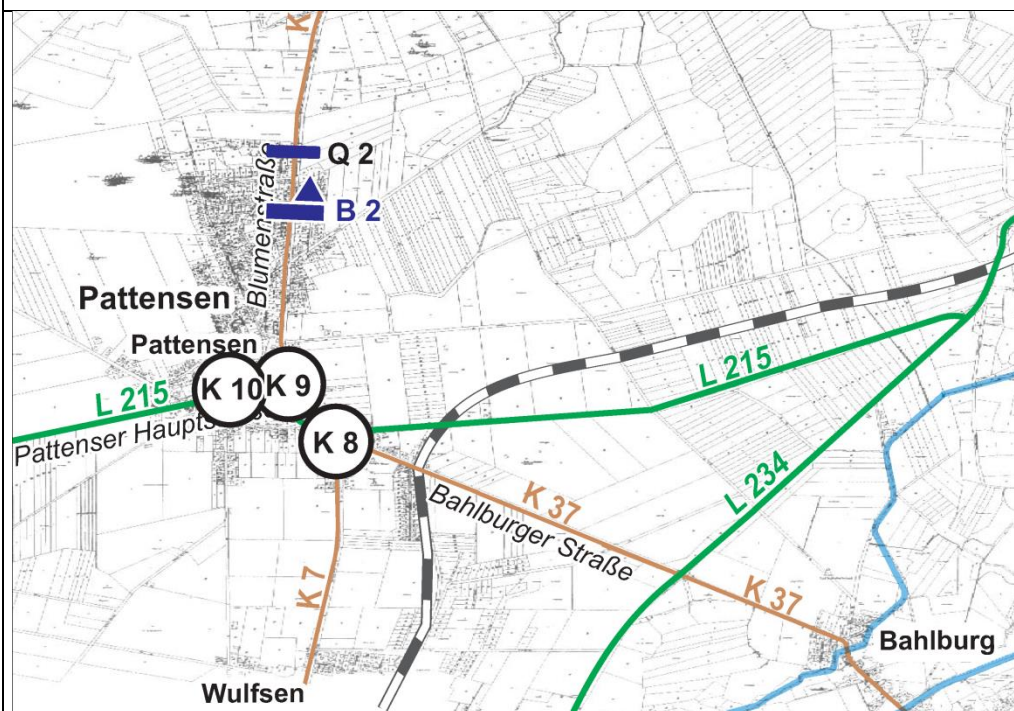 K
Q 2
Blumenstraße
B 2
Pattensen
Pattensen
K 10
K 9
L 215
L 215
Pattenser Haupts
K 8
L 234
K 37
Bahlburger Straße
K 7
K 37
Bahlburg
Wulfsen